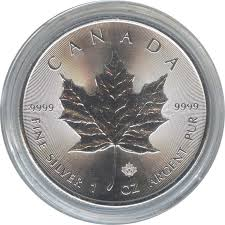 CANADA
9999 9999
FINE SILVER 1 OZ ARGENT PUR